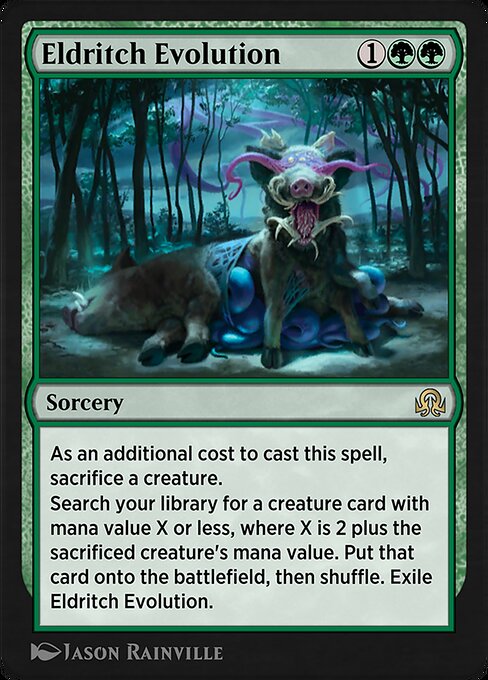 Eldritch Evolution 1
Sorcery
As an additional cost to cast this spell,
sacrifice a creature.
Search your library for a creature card with
mana value X or less, where X is 2 plus the
sacrificed creature's mana value. Put that
card onto the battlefield, then shuffle. Exile
Eldritch Evolution.
Jason Rainville